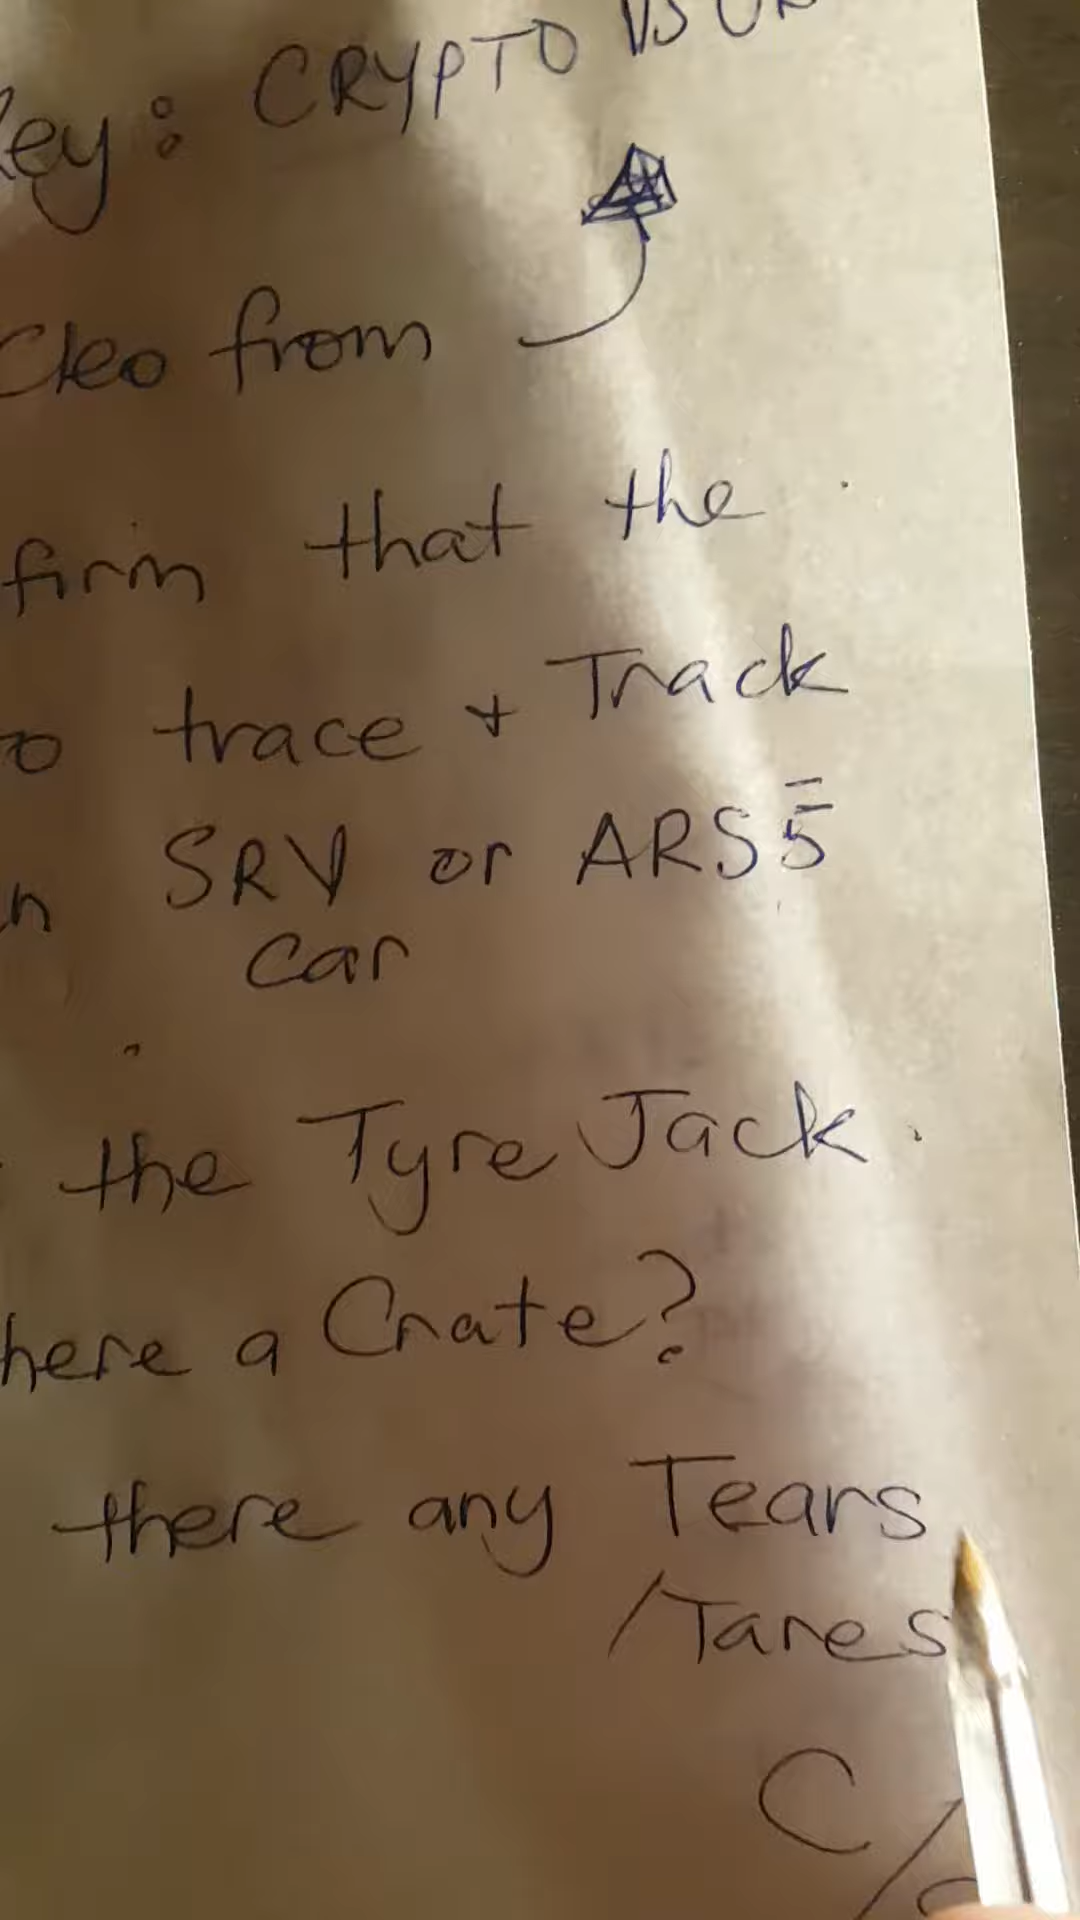 Key: CRYPTO VS
Cleo from
firm that the
trace + Track
SRV or ARS5
car
the Tyre Jack.
here a Crate?
there any Tears
/Tares
C/